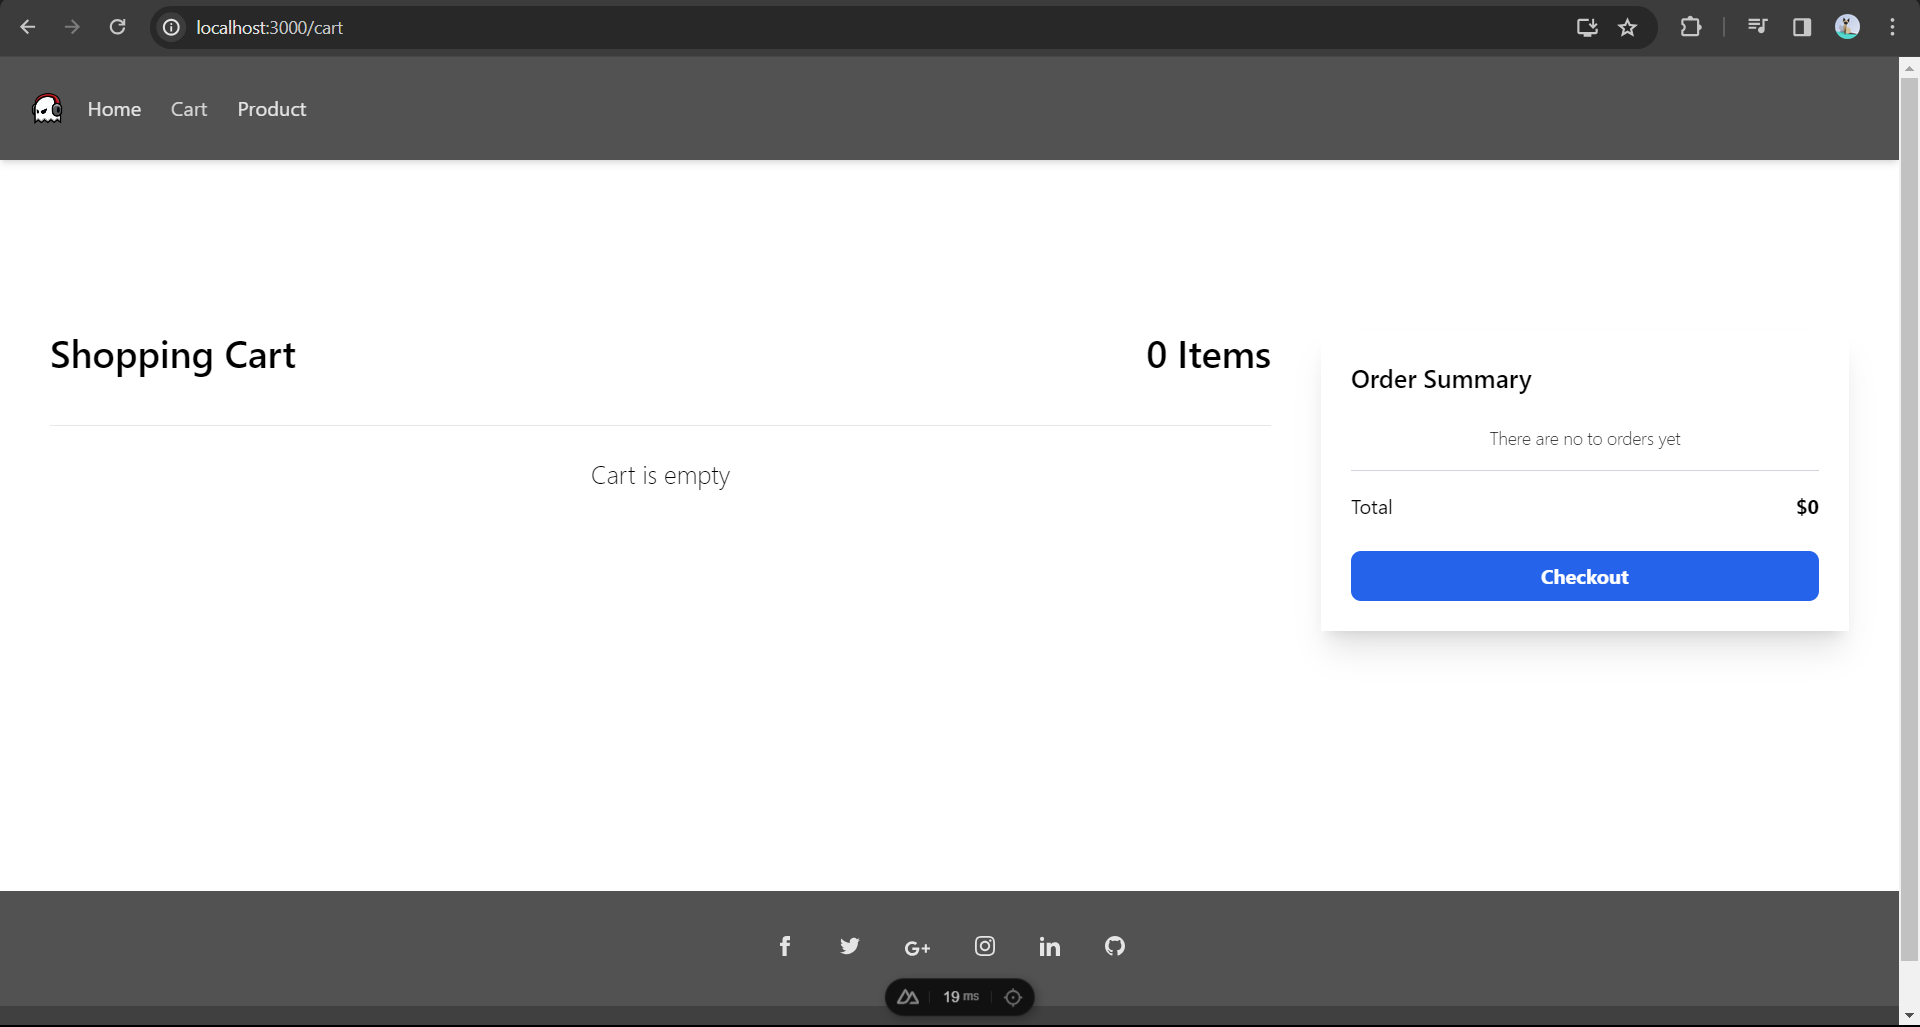 localhost:3000/cart
Home Cart Product
Shopping Cart 0 Items
Cart is empty
Order Summary
There are no to orders yet
Total $0
Checkout
f G+ in
19 ms